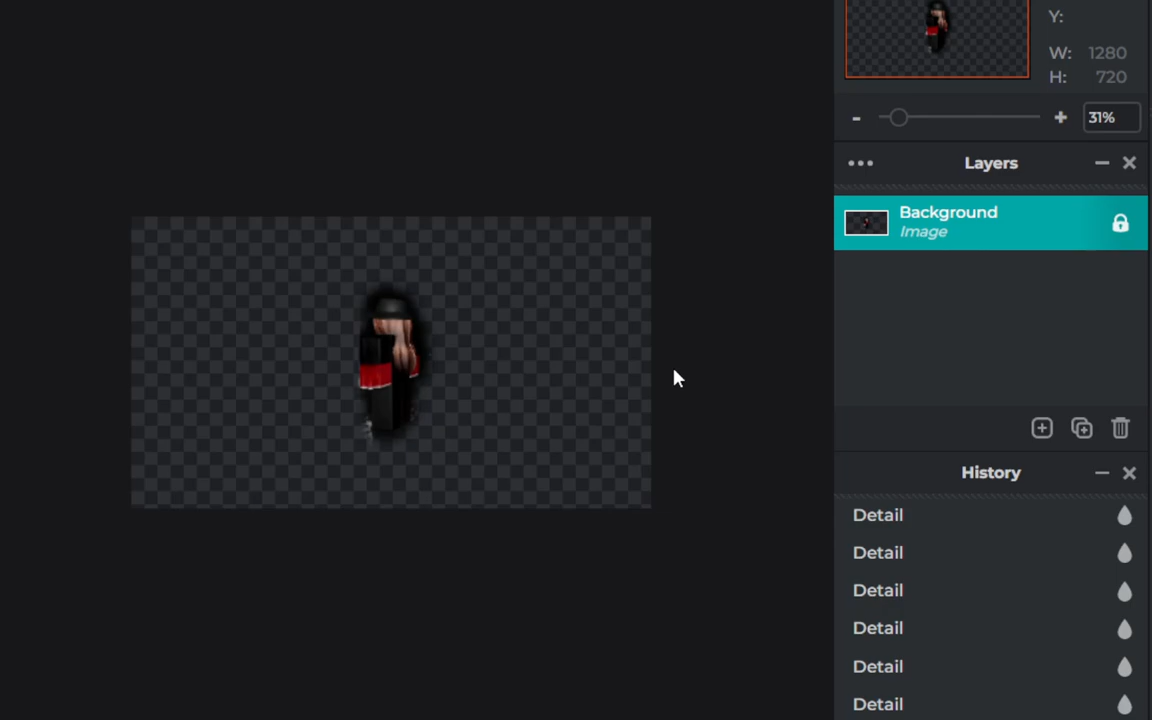 Y:
W: 1280
H: 720
- + 31%
Layers
Background
Image
History
Detail
Detail
Detail
Detail
Detail
Detail